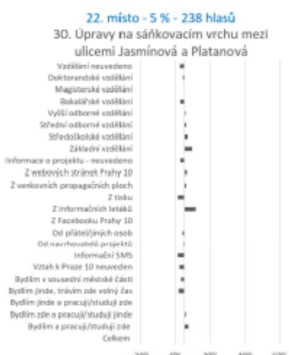 22. místo - 5 % - 238 hlasů
30. Úpravy na sáňkovacím vrchu mezi
ulicemi Jasmínová a Platanová
Vzdělání neuvedeno
Doktorandské vzdělání
Magisterské vzdělání
Bakalářské vzdělání
Vyšší odborné vzdělání
Střední odborné vzdělání
Středoškolské vzdělání
Základní vzdělání
Informace o projektu - neuvedeno
Z webových stránek Prahy 10
Z venkovních propagačních ploch
Z tisku
Z Informačních letáků
Z Facebooku Prahy 10
Od přátel/jiných osob
Od navrhovatelů projektů
Informační SMS
Vztah k Praze 10 neuveden
Bydlím v sousední městské části
Bydlím jinde, trávím zde volný čas
Bydlím jinde a pracuji/studuji zde
Bydlím zde a pracuji/studuji jinde
Bydlím a pracuji/studuji zde
Celkem